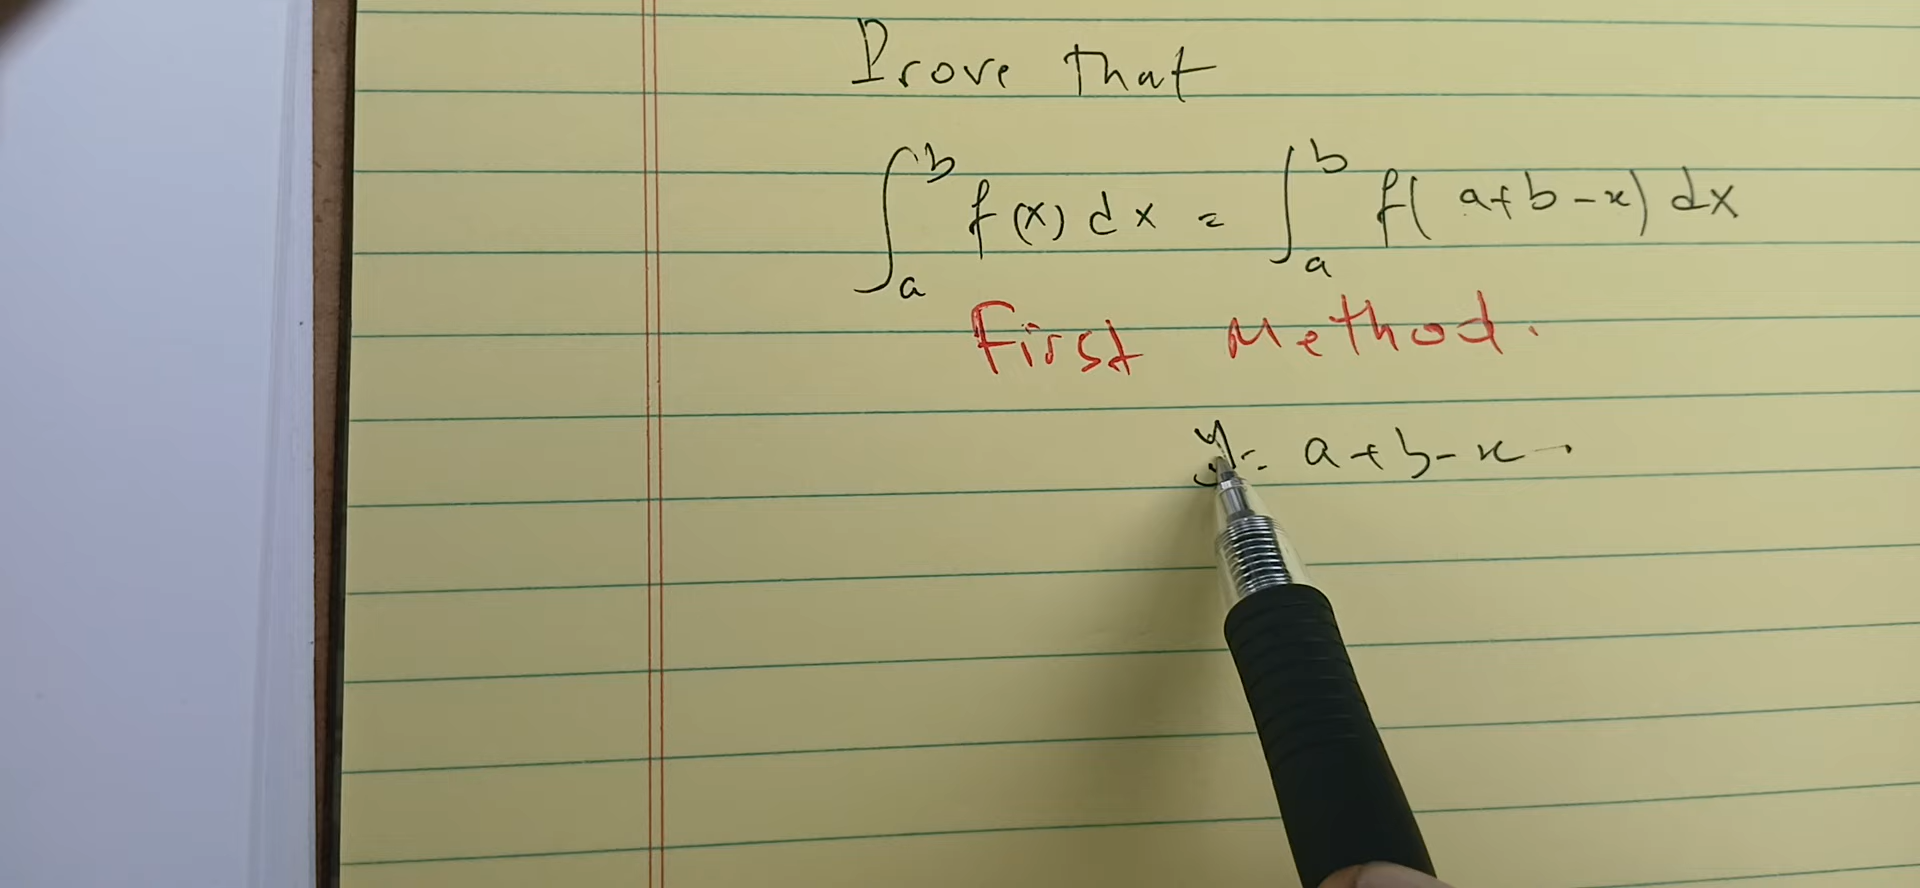 Prove that
∫_a^b f(x) dx = ∫_a^b f(a+b-x) dx
First Method.
y = a+b-x